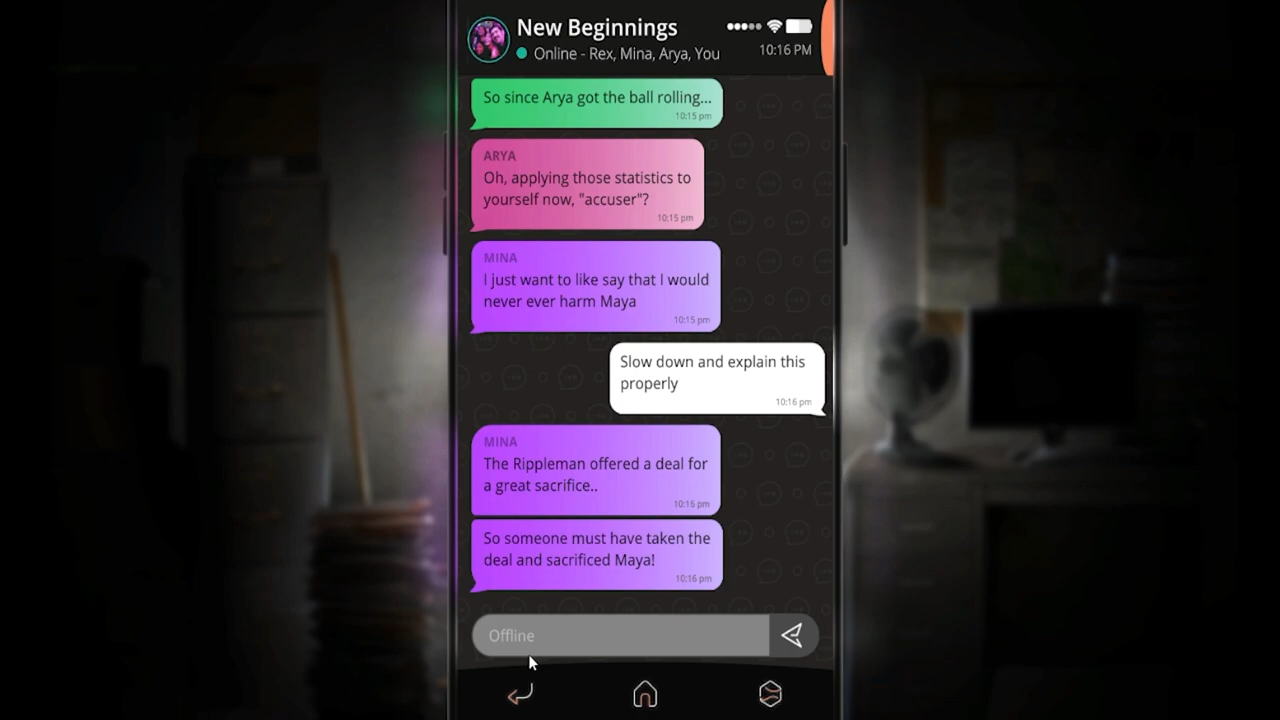 New Beginnings
Online - Rex, Mina, Arya, You
10:16 PM
So since Arya got the ball rolling...
10:15 pm
ARYA
Oh, applying those statistics to
yourself now, "accuser"?
10:15 pm
MINA
I just want to like say that I would
never ever harm Maya
10:15 pm
Slow down and explain this
properly
10:16 pm
MINA
The Rippleman offered a deal for
a great sacrifice..
10:16 pm
So someone must have taken the
deal and sacrificed Maya!
10:16 pm
Offline